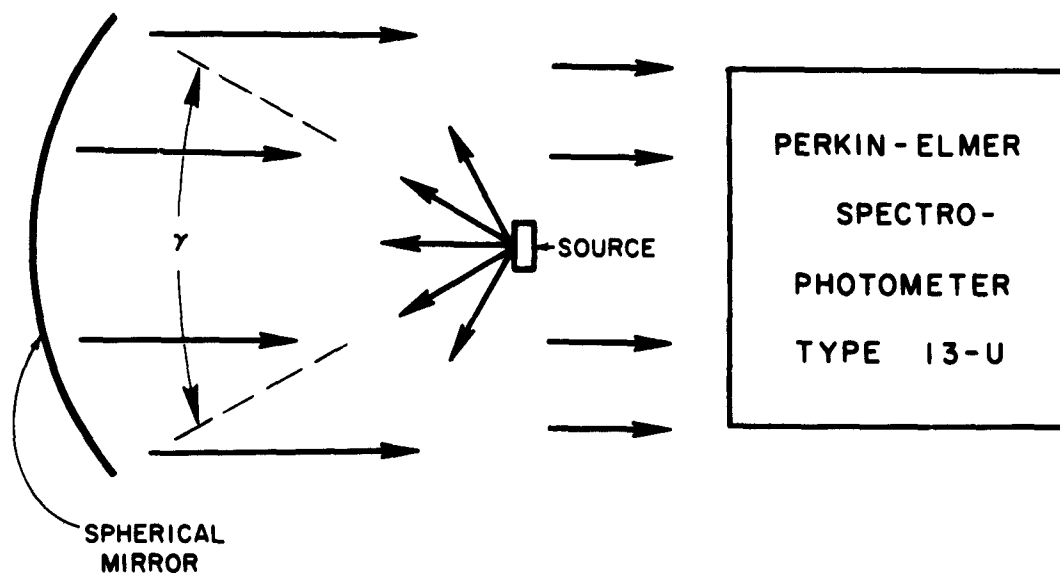 γ
SOURCE
PERKIN-ELMER
SPECTRO-
PHOTOMETER
TYPE 13-U
SPHERICAL
MIRROR